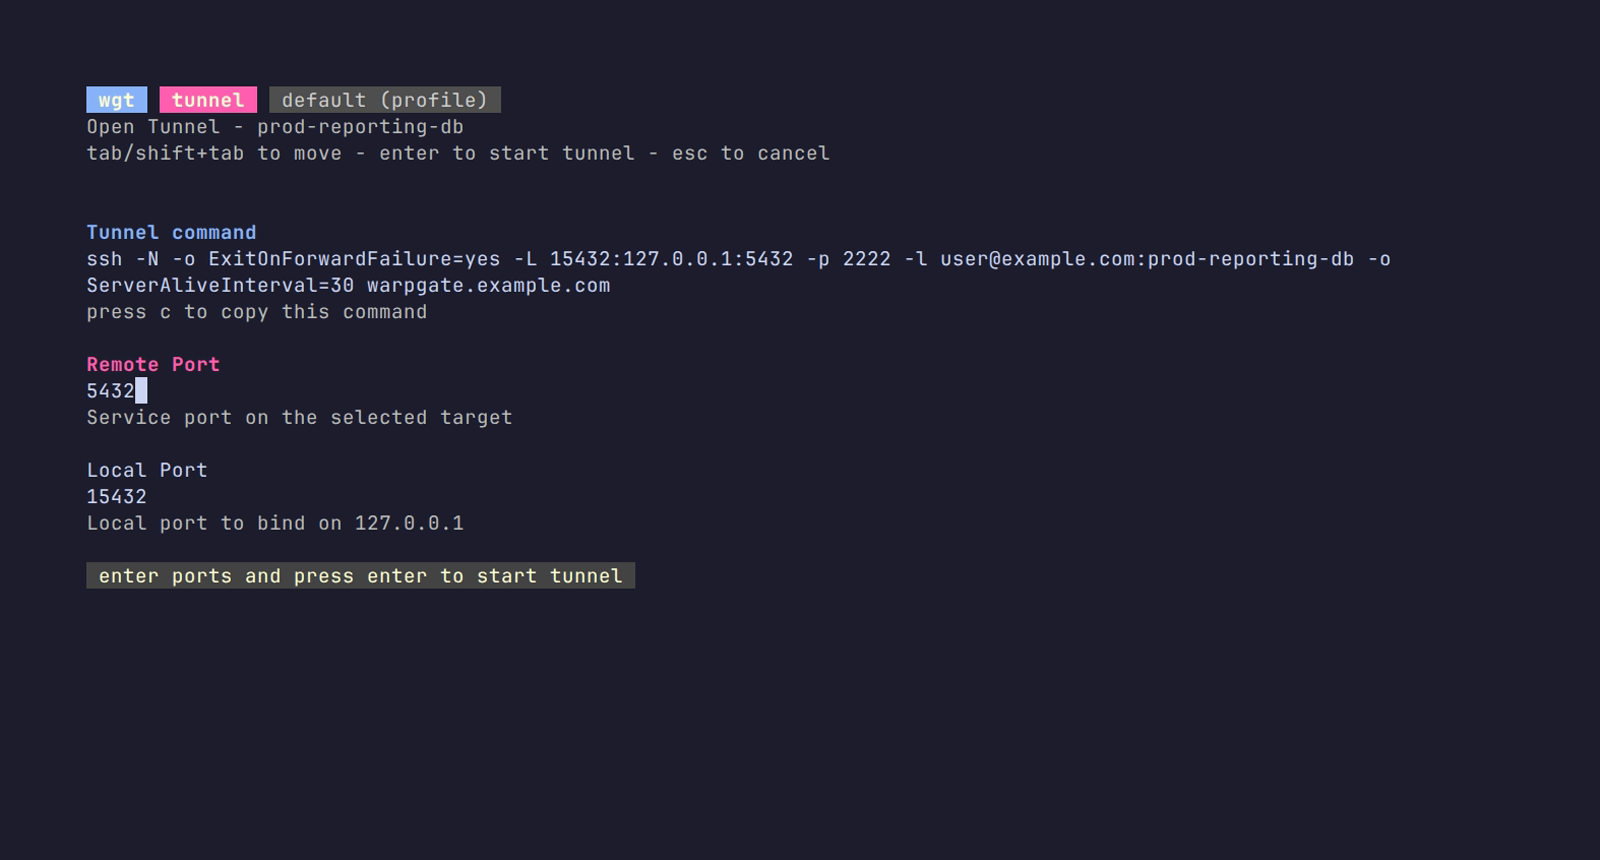 wgt tunnel default (profile)
Open Tunnel - prod-reporting-db
tab/shift+tab to move - enter to start tunnel - esc to cancel
Tunnel command
ssh -N -o ExitOnForwardFailure=yes -L 15432:127.0.0.1:5432 -p 2222 -l user@example.com:prod-reporting-db -o
ServerAliveInterval=30 warpgate.example.com
press c to copy this command
Remote Port
5432
Service port on the selected target
Local Port
15432
Local port to bind on 127.0.0.1
enter ports and press enter to start tunnel